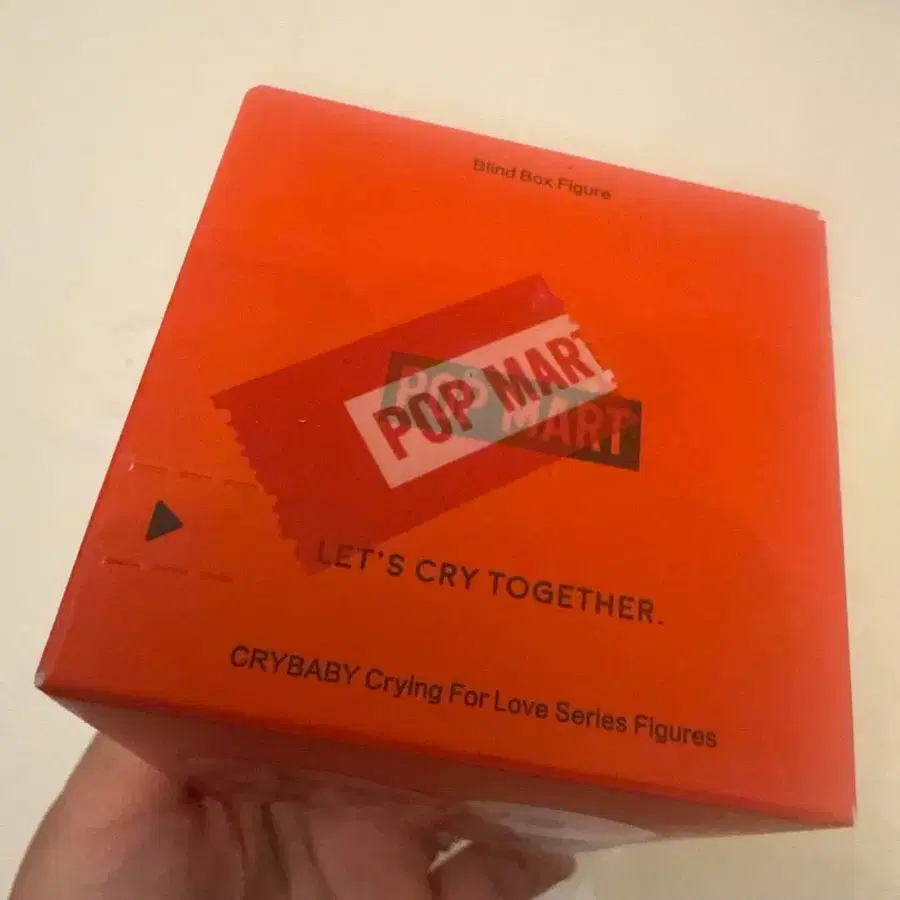 Blind Box Figure
POP MART
POP MART
LET'S CRY TOGETHER.
CRYBABY Crying For Love Series Figures